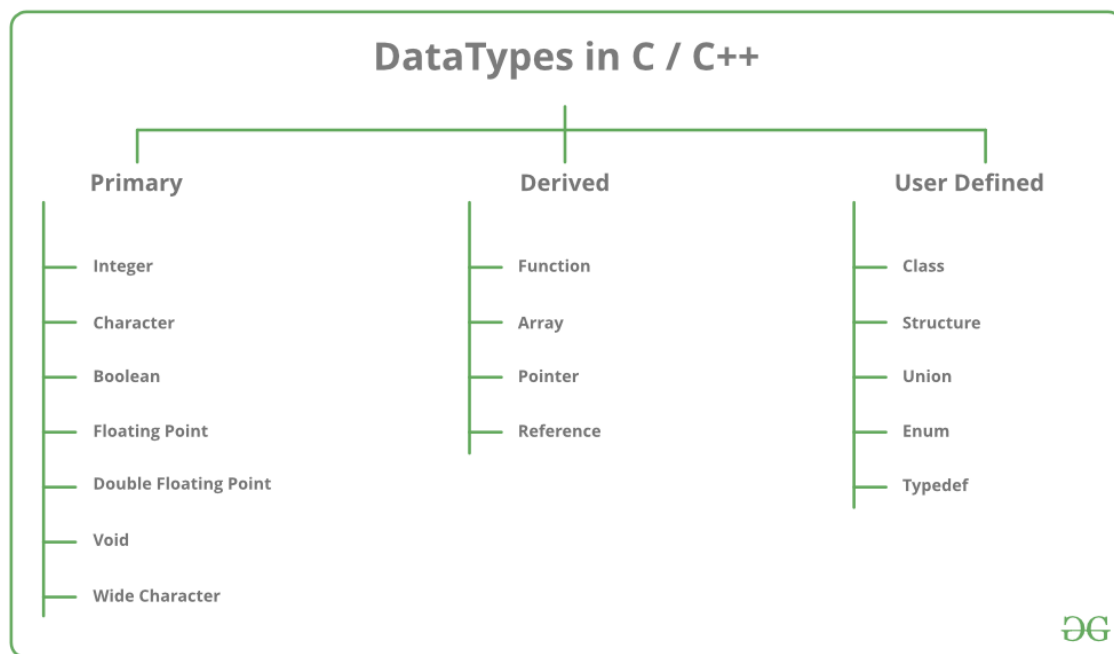 DataTypes in C / C++
Primary
Integer
Character
Boolean
Floating Point
Double Floating Point
Void
Wide Character
Derived
Function
Array
Pointer
Reference
User Defined
Class
Structure
Union
Enum
Typedef